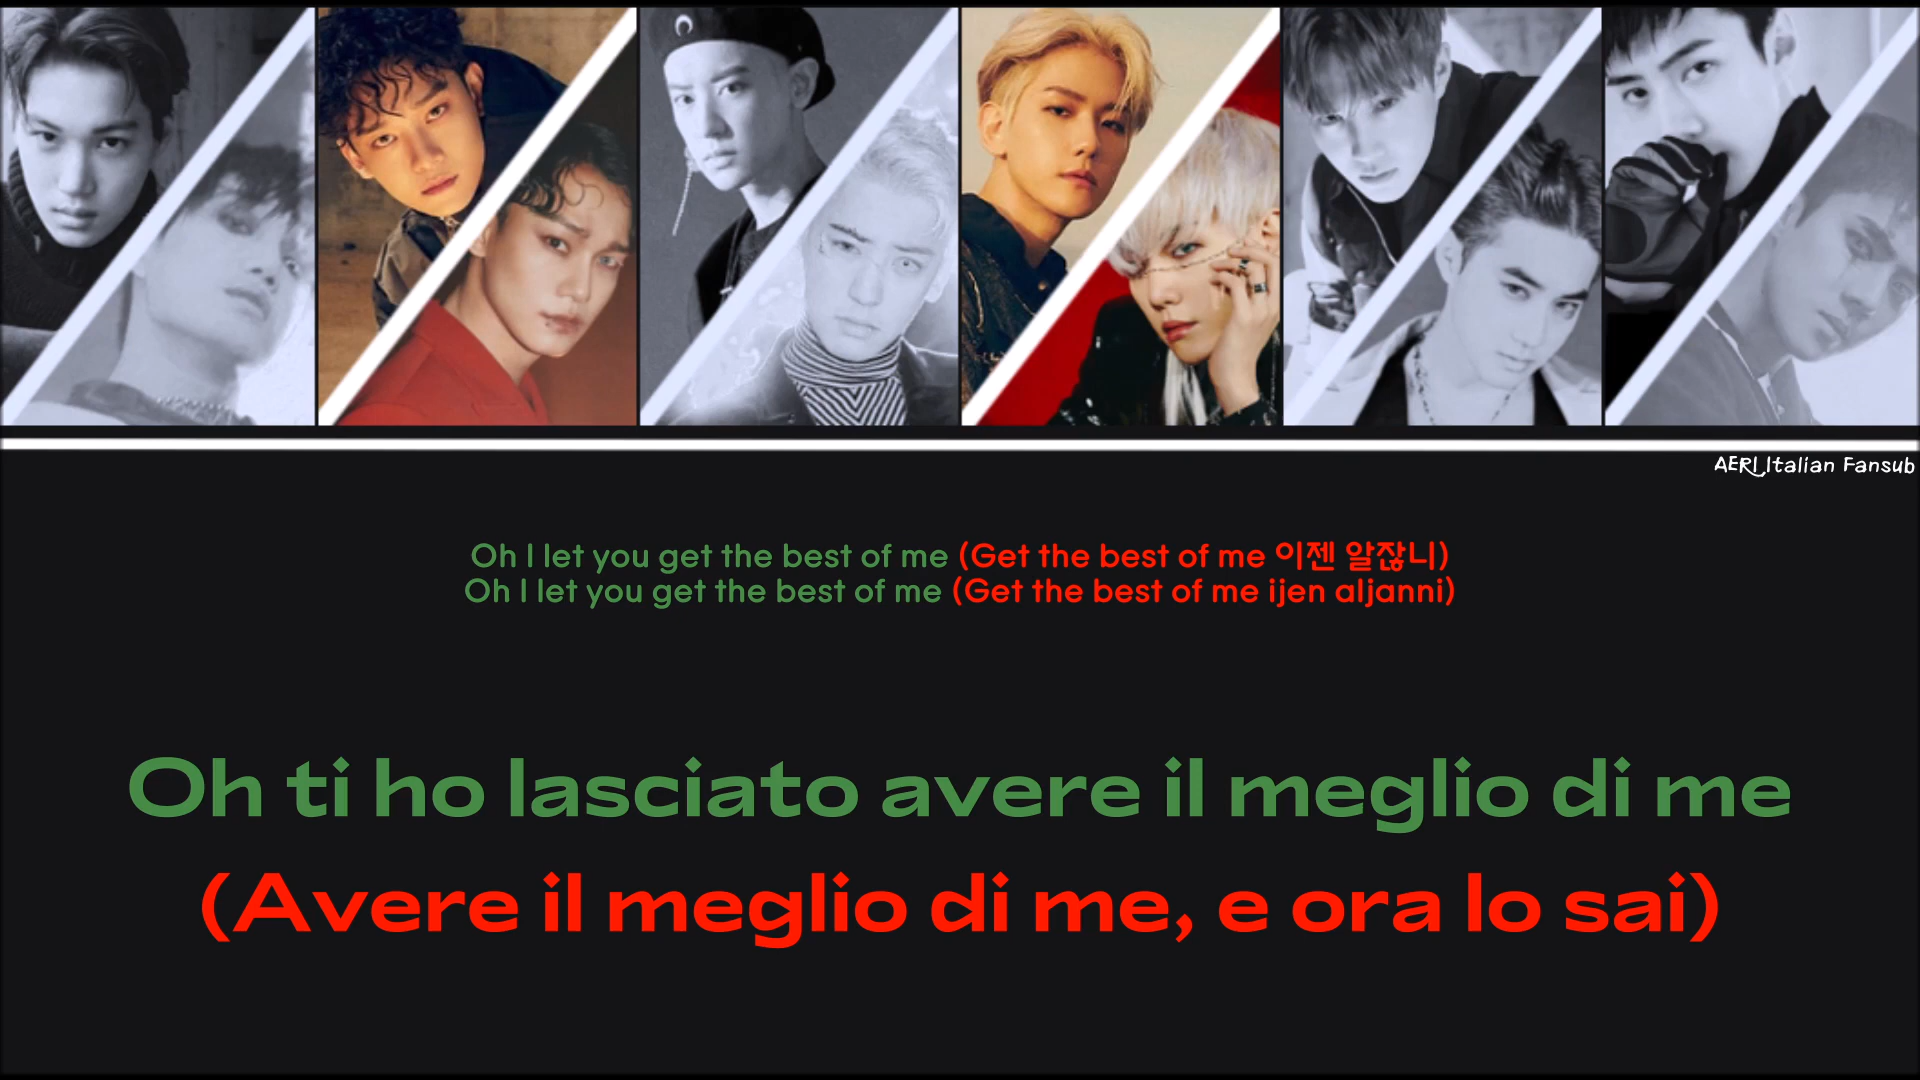 AERI_Italian Fansub
Oh I let you get the best of me (Get the best of me 이젠 알잖니)
Oh I let you get the best of me (Get the best of me ijen aljanni)
Oh ti ho lasciato avere il meglio di me
(Avere il meglio di me, e ora lo sai)